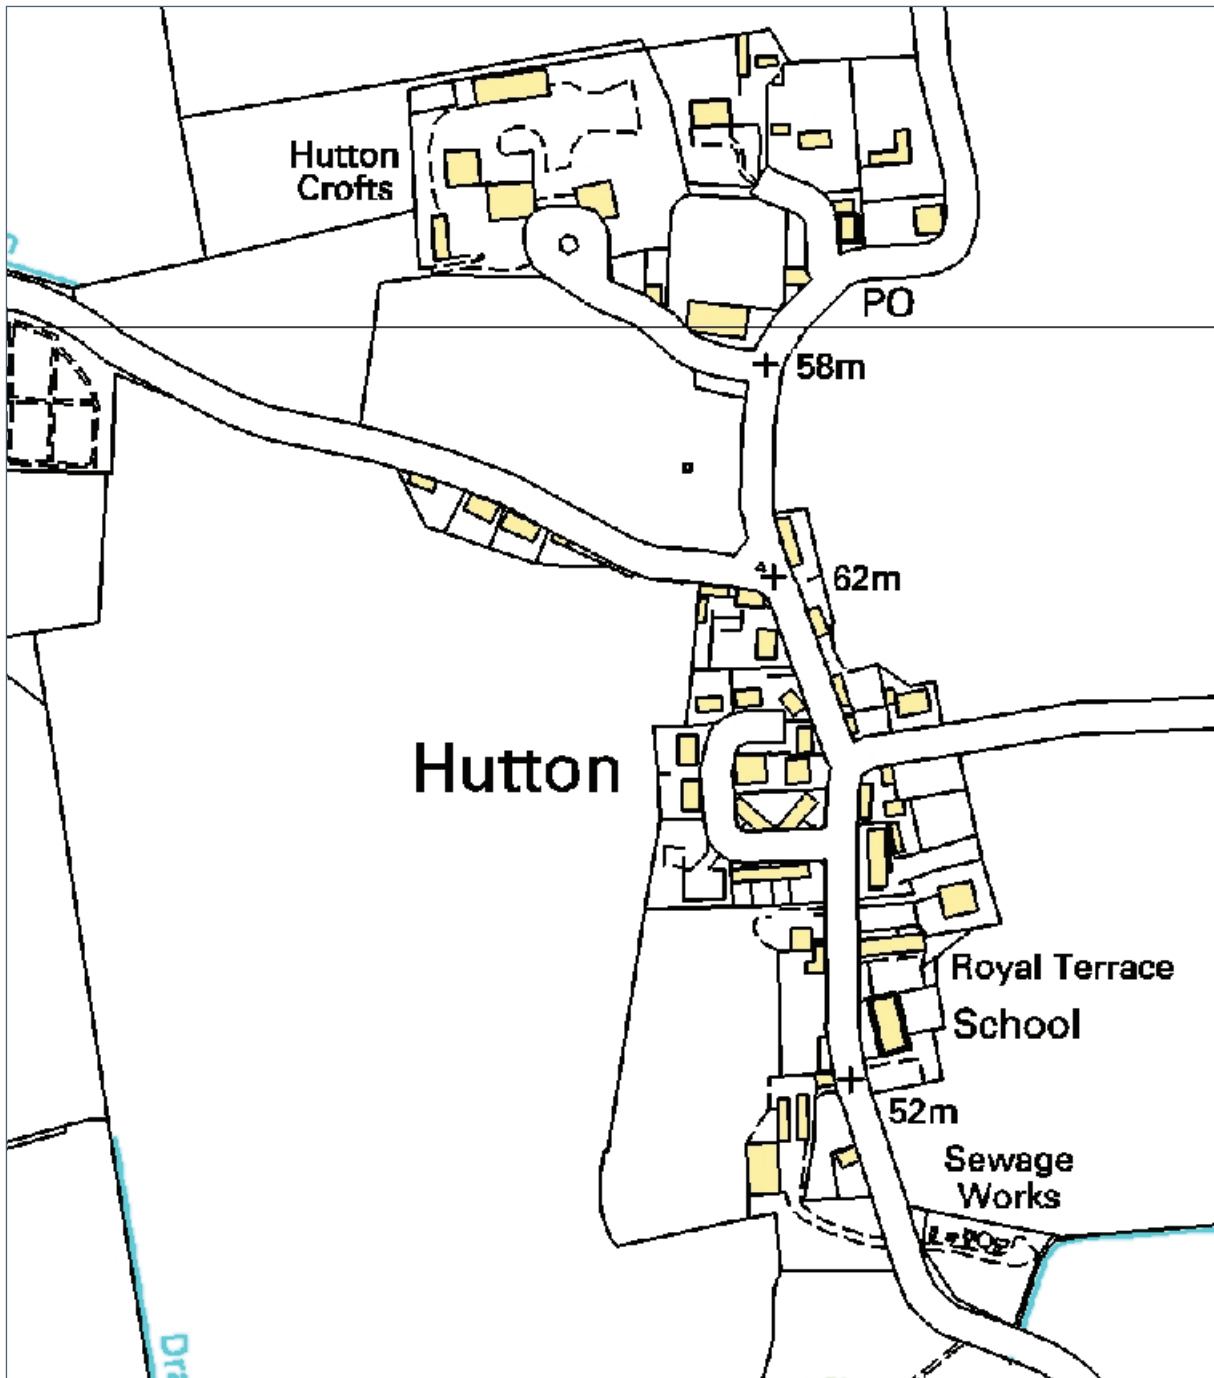 Hutton
Crofts
PO
58m
62m
Hutton
Royal Terrace
School
52m
Sewage
Works